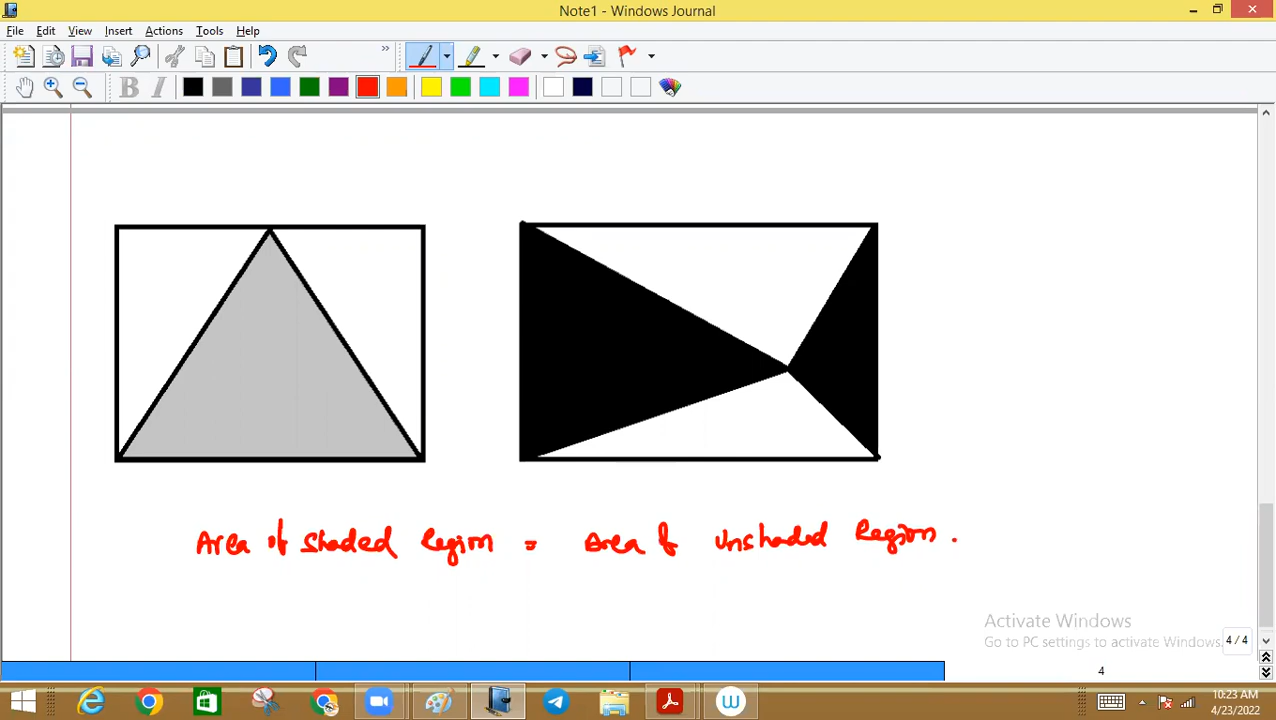 Note1 - Windows Journal
File Edit View Insert Actions Tools Help
B I
Area of Shaded Region = Area of Unshaded Region.
Activate Windows
Go to PC settings to activate Windows.
4 / 4
4
W
10:23 AM
4/23/2022